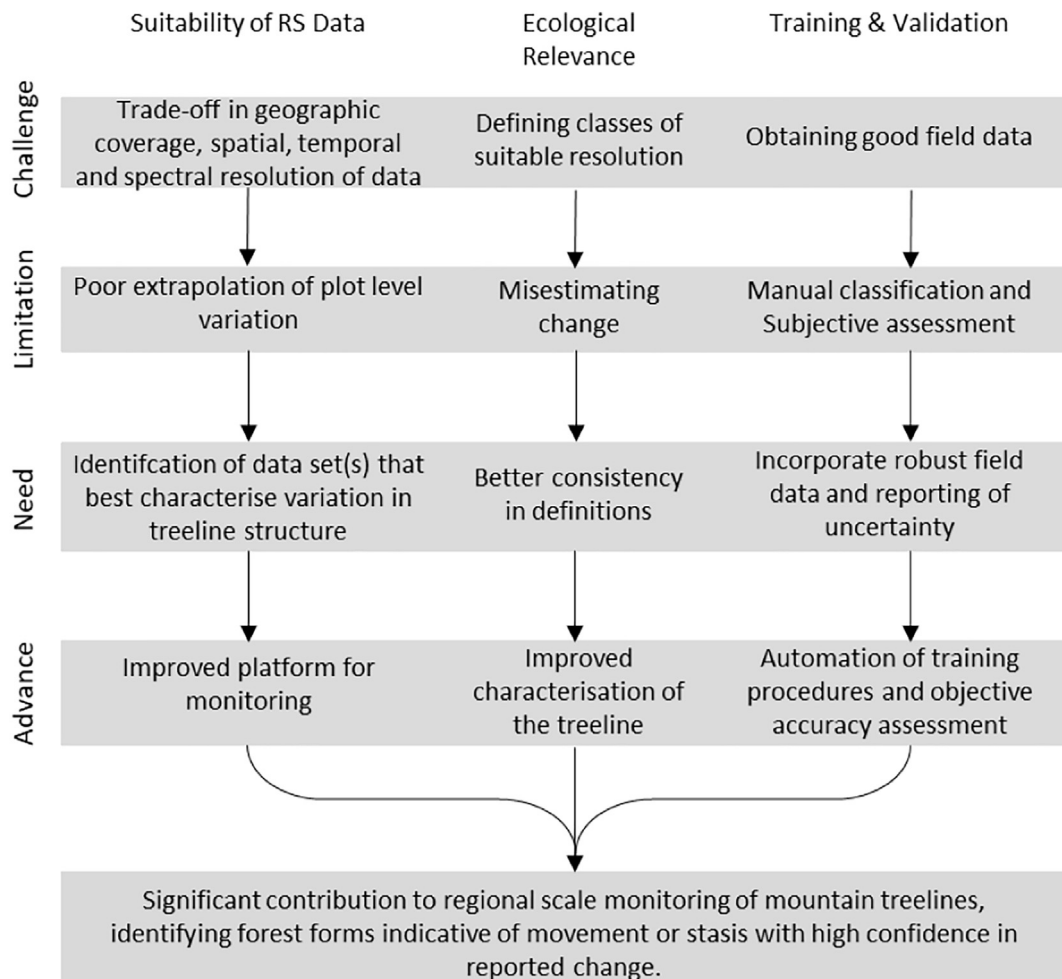 Suitability of RS Data
Ecological
Relevance
Training & Validation
Challenge
Trade-off in geographic
coverage, spatial, temporal
and spectral resolution of data
Defining classes of
suitable resolution
Obtaining good field data
Limitation
Poor extrapolation of plot level
variation
Misestimating
change
Manual classification and
Subjective assessment
Need
Identifcation of data set(s) that
best characterise variation in
treeline structure
Better consistency
in definitions
Incorporate robust field
data and reporting of
uncertainty
Advance
Improved platform for
monitoring
Improved
characterisation of
the treeline
Automation of training
procedures and objective
accuracy assessment
Significant contribution to regional scale monitoring of mountain treelines,
identifying forest forms indicative of movement or stasis with high confidence in
reported change.